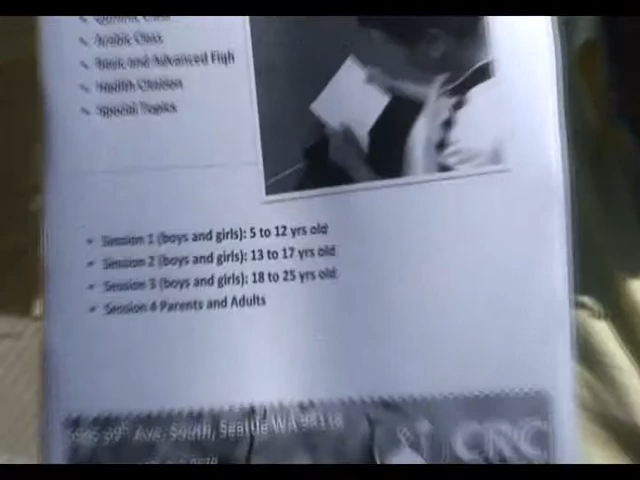 Arabic Class
Basic and Advanced Fiqh
Special Topics
Session 1 (boys and girls): 5 to 12 yrs old
Session 2 (boys and girls): 13 to 17 yrs old
Session 3 (boys and girls): 18 to 25 yrs old
Session 4 Parents and Adults
Ave. South, Seattle WA 98118
CRC